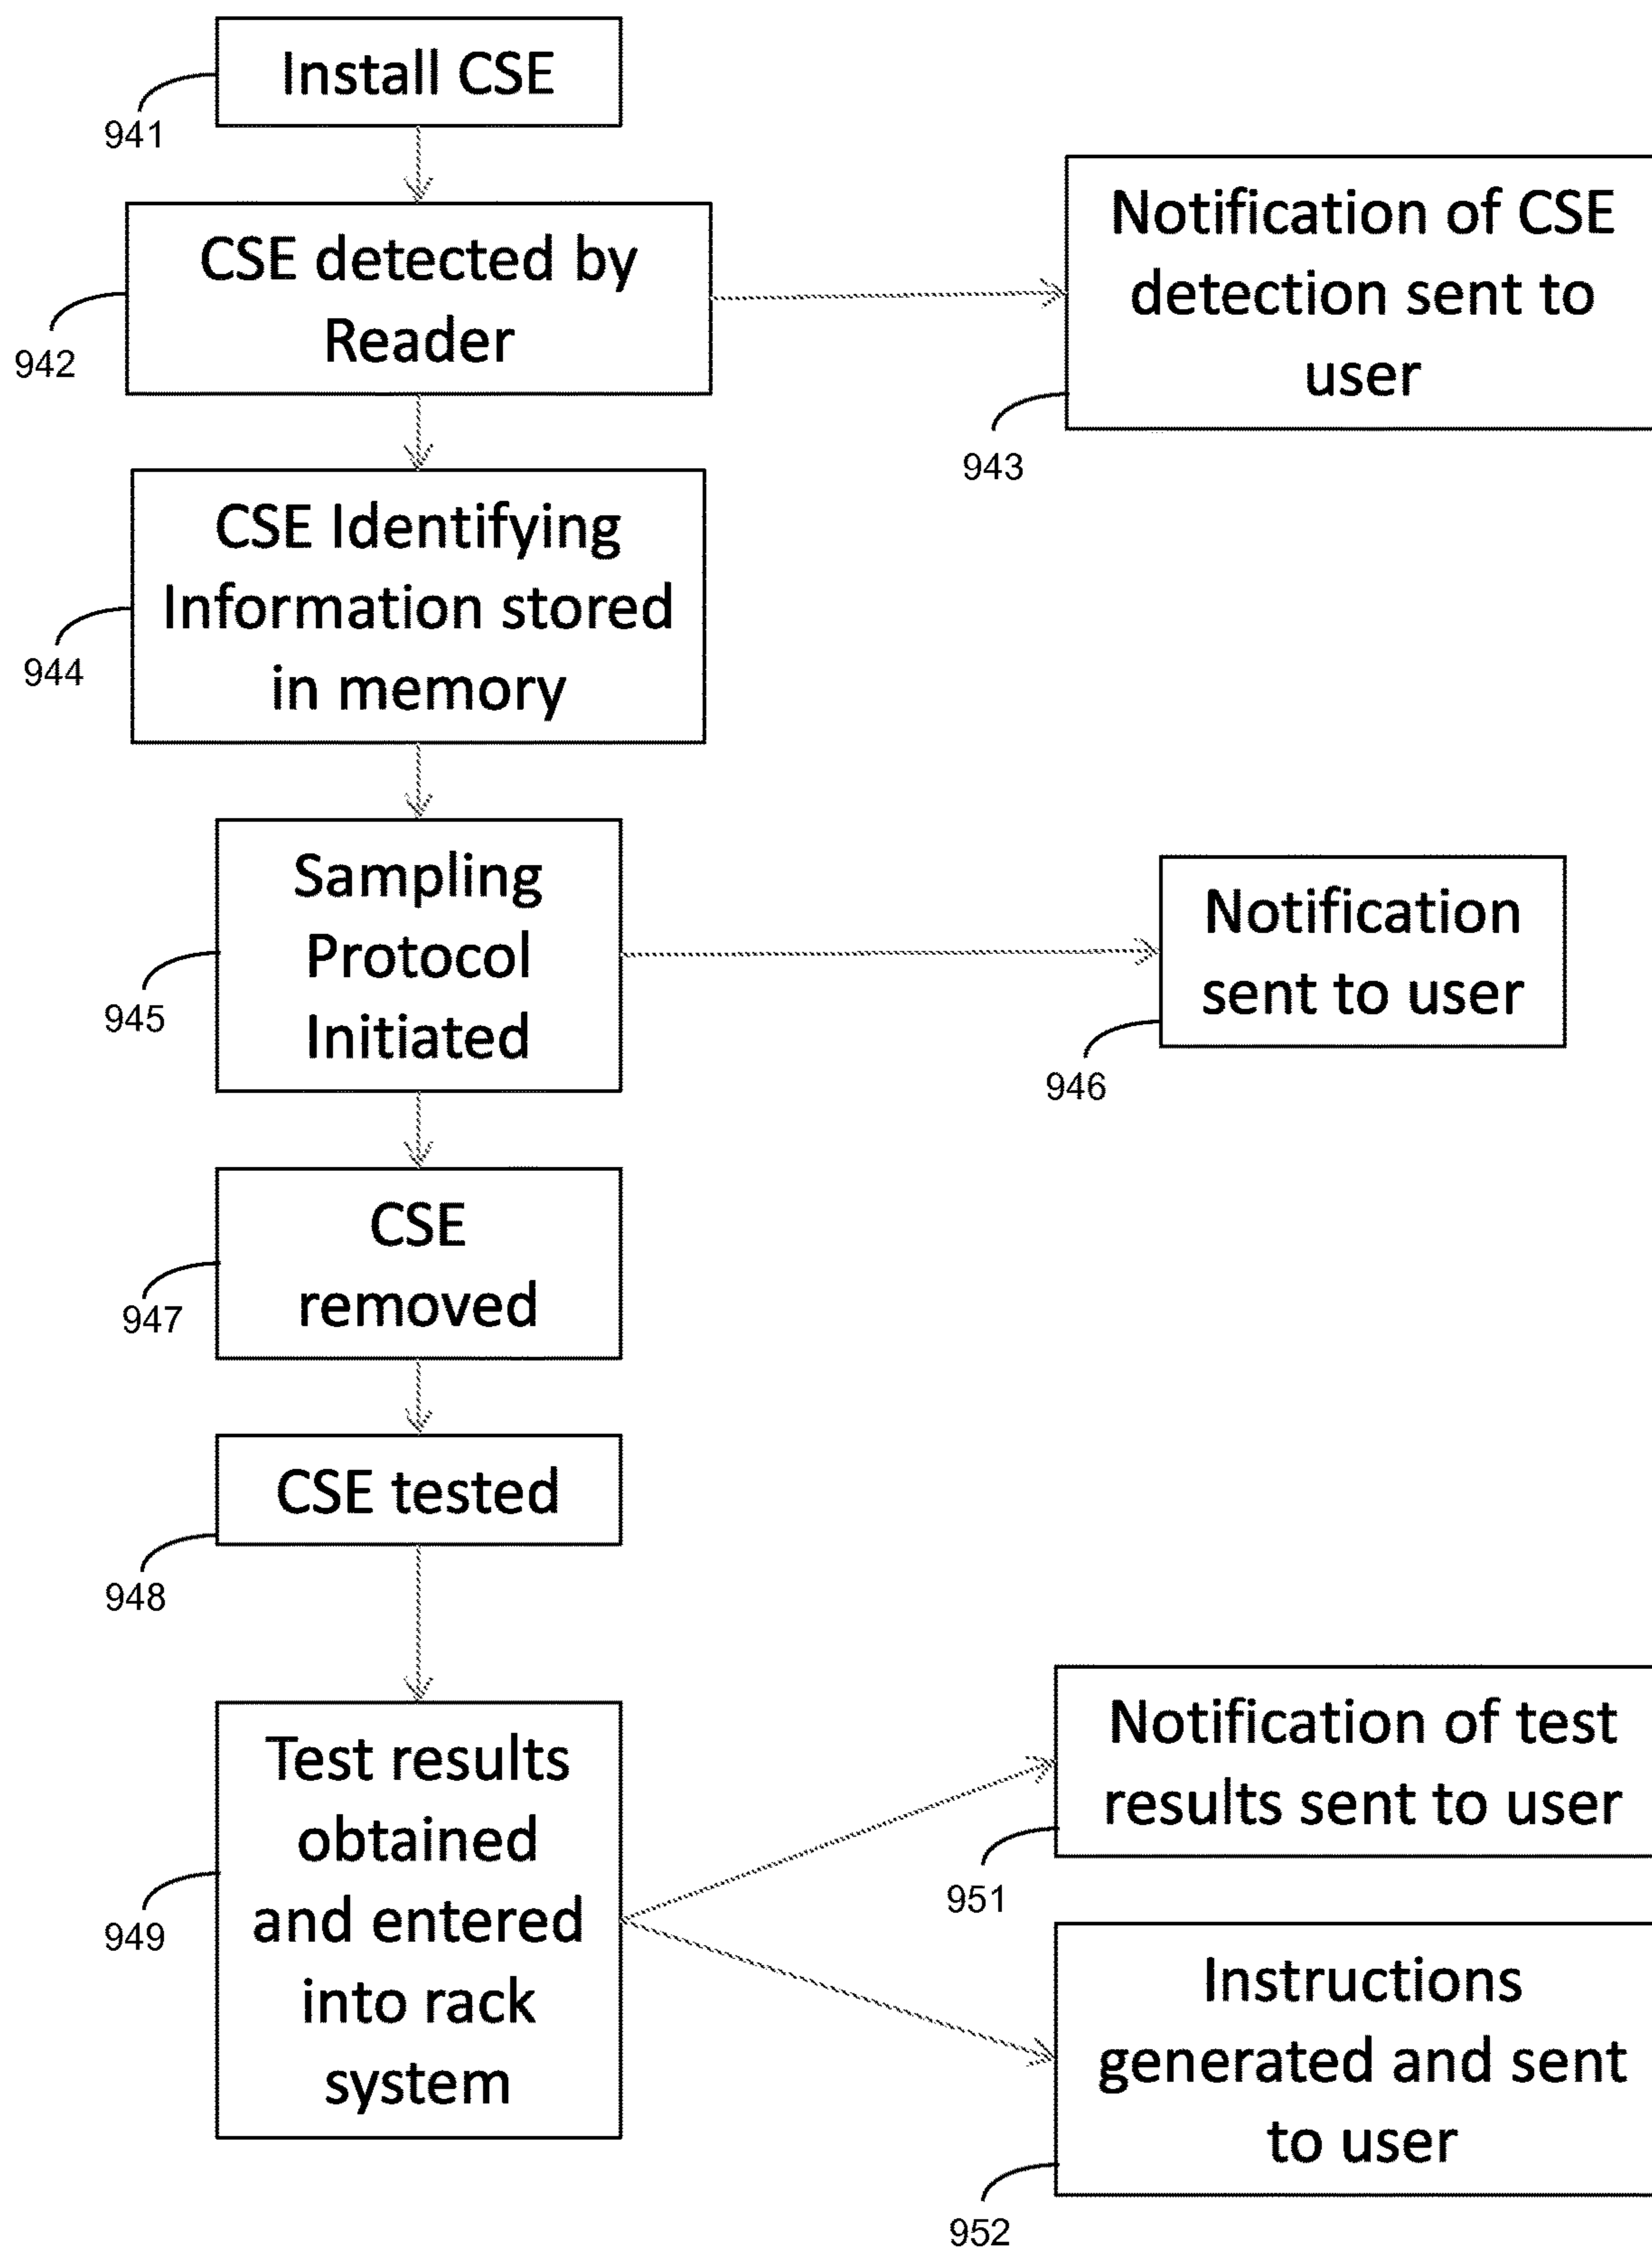 Install CSE
941
CSE detected by
Reader
942
Notification of CSE
detection sent to
user
943
CSE Identifying
Information stored
in memory
944
Sampling
Protocol
Initiated
945
Notification
sent to user
946
CSE
removed
947
CSE tested
948
Test results
obtained
and entered
into rack
system
949
Notification of test
results sent to user
951
Instructions
generated and sent
to user
952